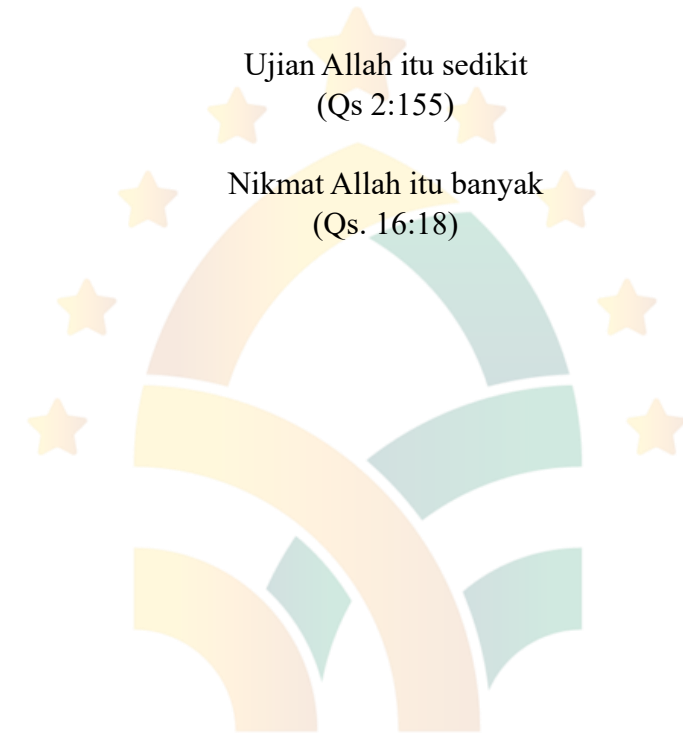 Ujian Allah itu sedikit
(Qs 2:155)
Nikmat Allah itu banyak
(Qs. 16:18)